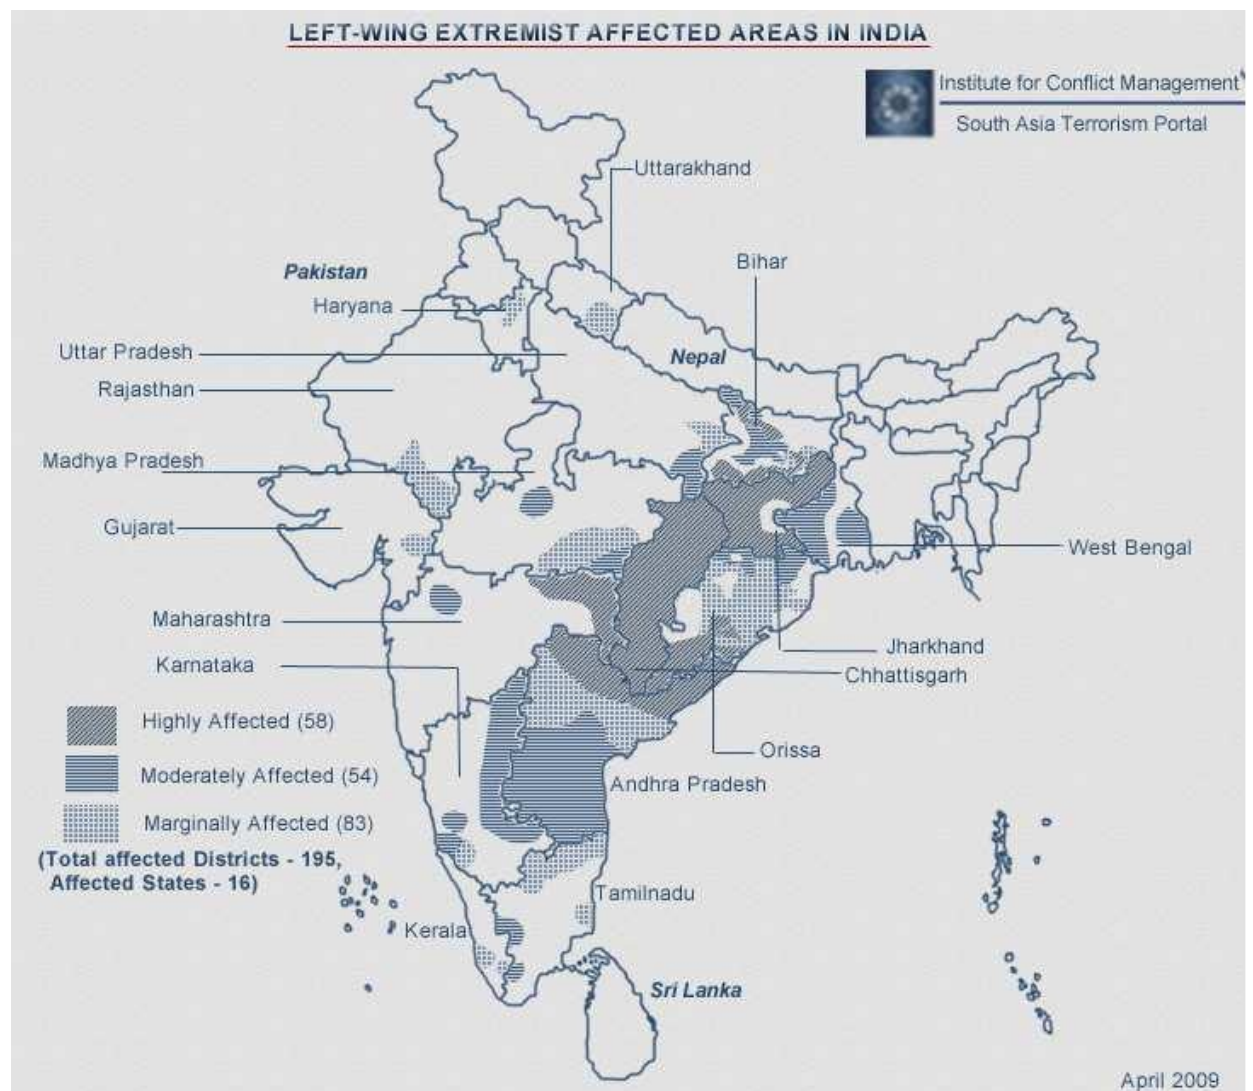 LEFT-WING EXTREMIST AFFECTED AREAS IN INDIA
Institute for Conflict Management
South Asia Terrorism Portal
Uttarakhand
Bihar
Pakistan
Haryana
Uttar Pradesh
Nepal
Rajasthan
Madhya Pradesh
Gujarat
West Bengal
Maharashtra
Jharkhand
Karnataka
Chhattisgarh
Highly Affected (58)
Orissa
Moderately Affected (54)
Andhra Pradesh
Marginally Affected (83)
(Total affected Districts - 195,
Affected States - 16)
Tamilnadu
Kerala
Sri Lanka
April 2009